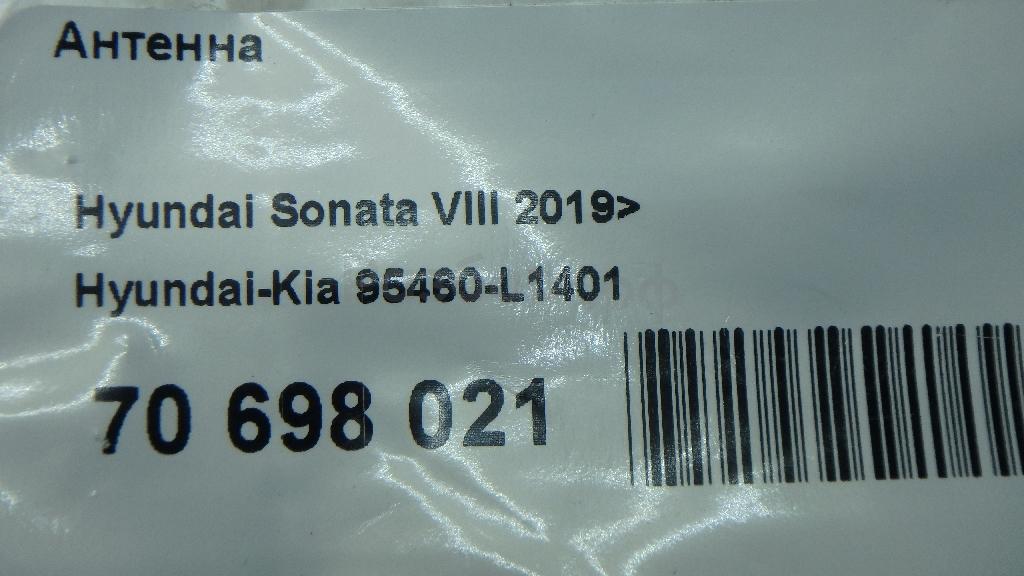 Антенна
Hyundai Sonata VIII 2019>
Hyundai-Kia 95460-L1401
70 698 021